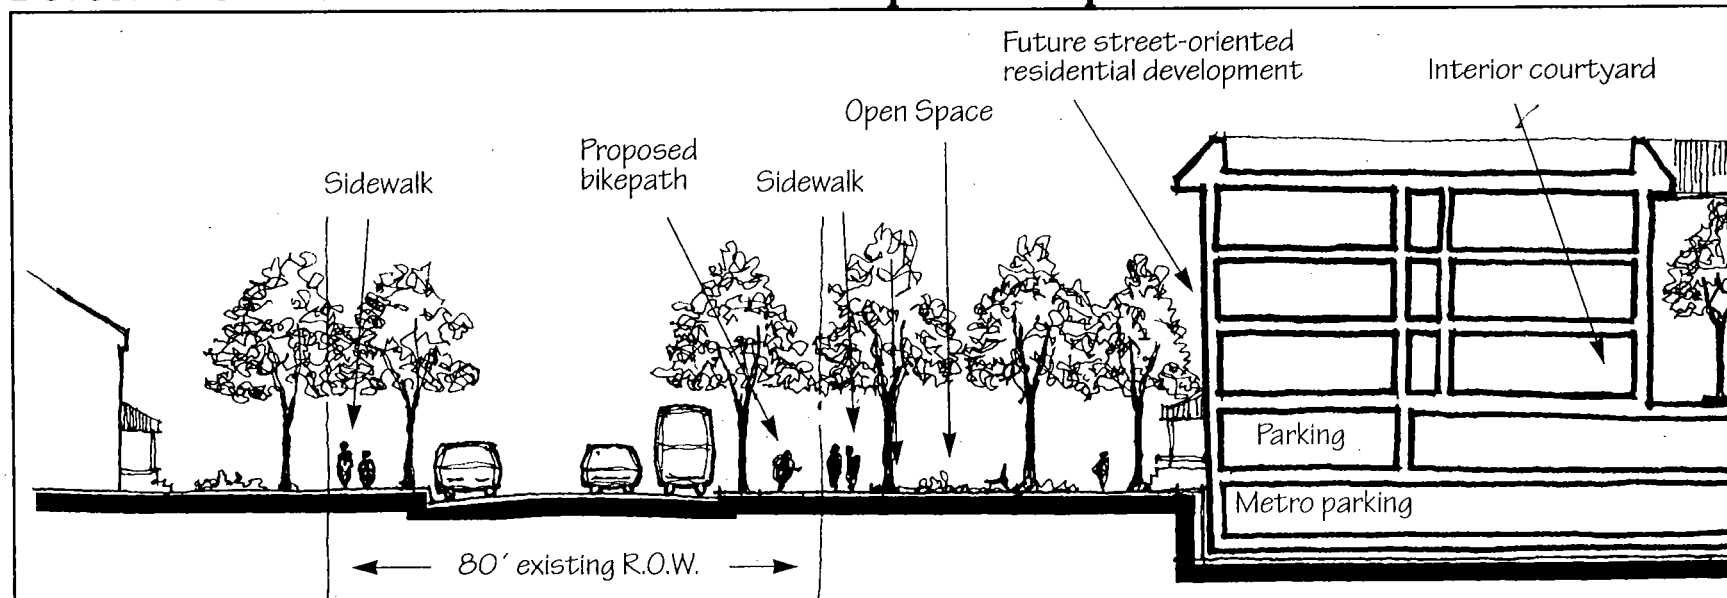 Future street-oriented
residential development
Interior courtyard
Open Space
Proposed
bikepath
Sidewalk
Sidewalk
Parking
Metro parking
80´ existing R.O.W.